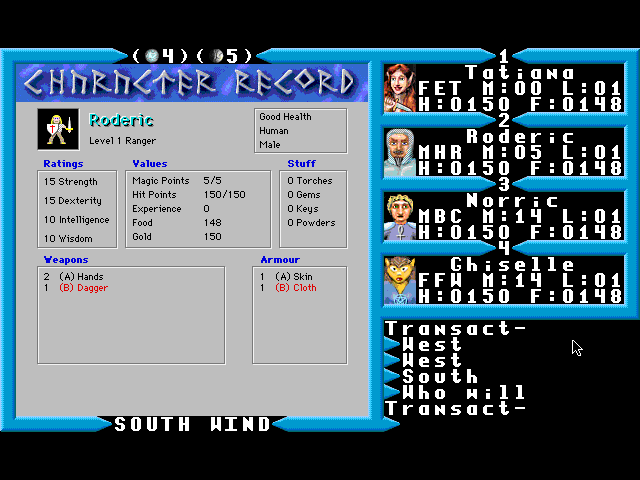 (4)(5)
CHARACTER RECORD
Roderic
Level 1 Ranger
Good Health
Human
Male
Ratings
15 Strength
15 Dexterity
10 Intelligence
10 Wisdom
Values
Magic Points 5/5
Hit Points 150/150
Experience 0
Food 148
Gold 150
Stuff
0 Torches
0 Gems
0 Keys
0 Powders
Weapons
2 (A) Hands
1 (B) Dagger
Armour
1 (A) Skin
1 (B) Cloth
SOUTH WIND
1
Tatiana
FET M:00 L:01
H:0150 F:0148
2
Roderic
MHR M:05 L:01
H:0150 F:0148
3
Norric
MBC M:14 L:01
H:0150 F:0148
4
Ghiselle
FFW M:14 L:01
H:0150 F:0148
Transact-
West
West
South
Who will
Transact-